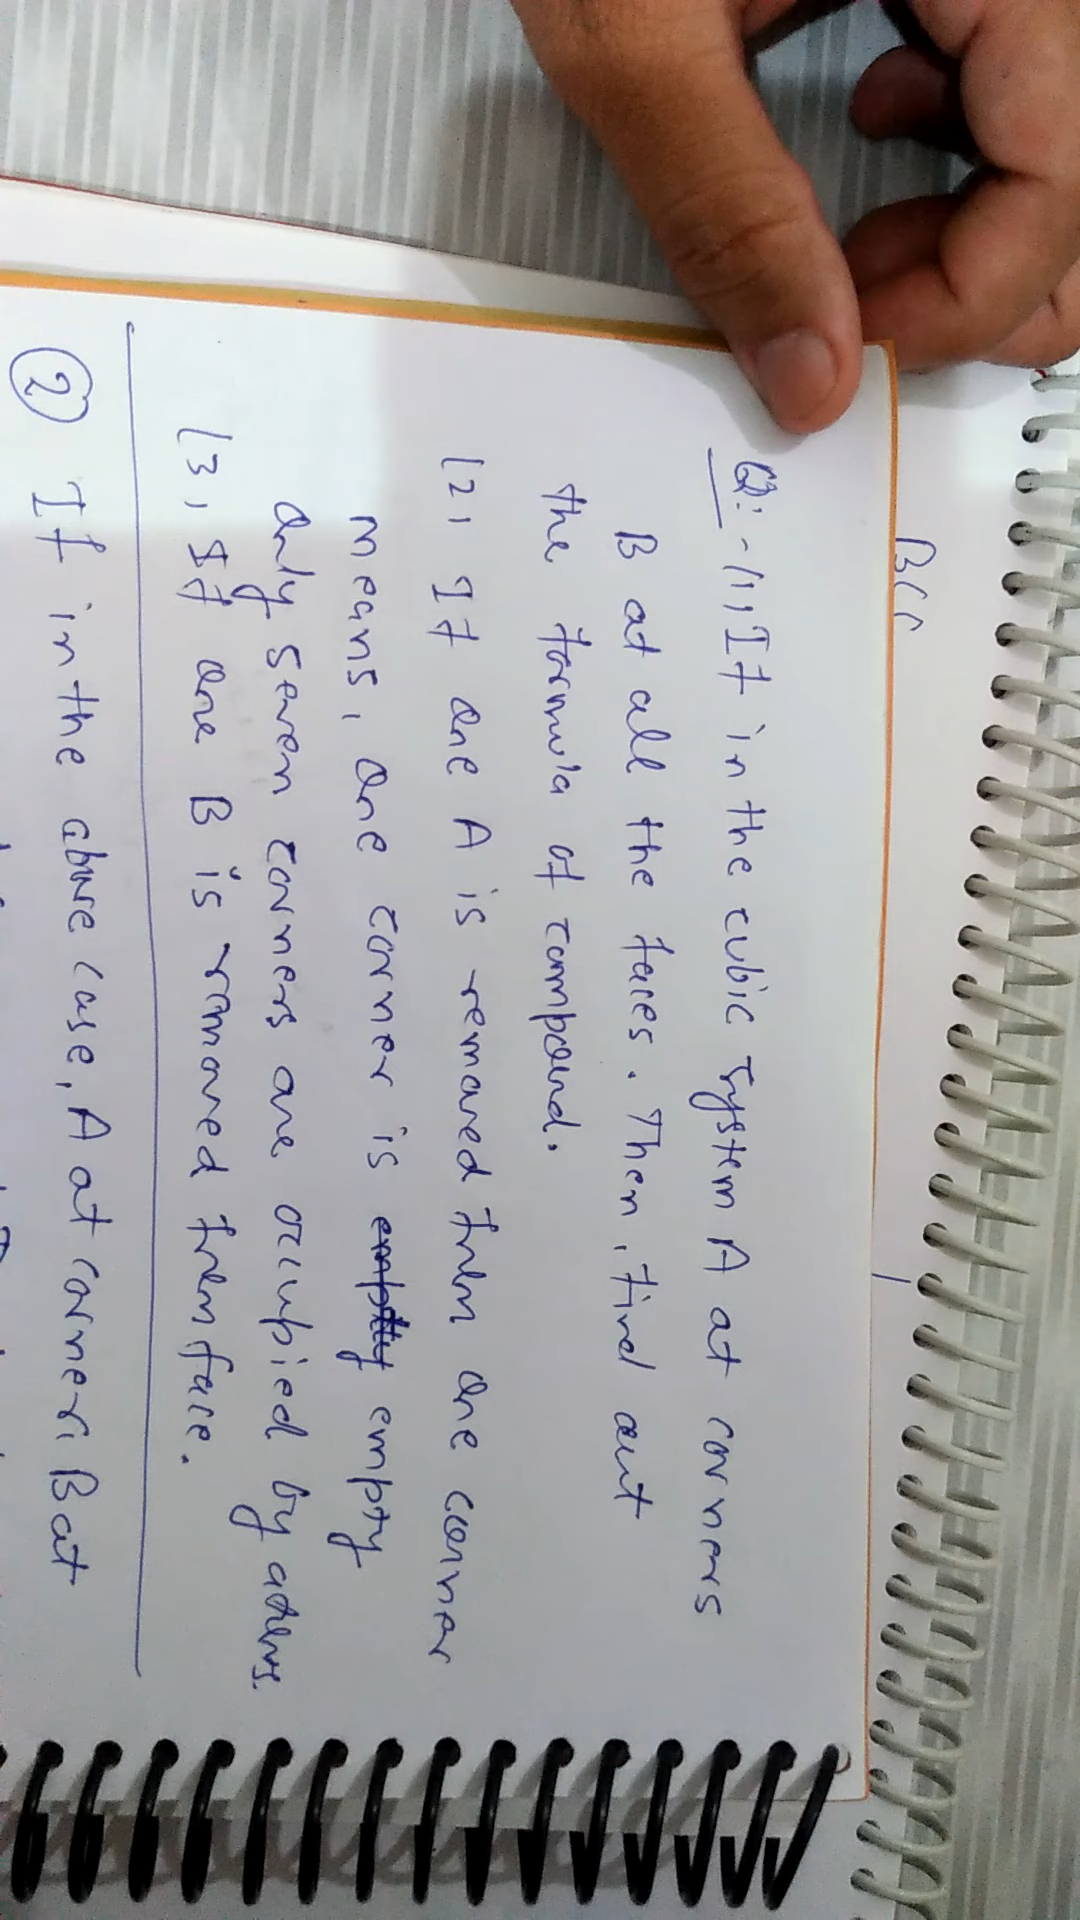 BCC
Q:-(1, If in the cubic system A at corners
B at all the faces. Then, find out
the formula of compound.
(2, If one A is removed from one corner
means, one corner is empty empty
only seven corners are occupied by atoms.
(3, If one B is removed from face.
2 If in the above case, A at corner, B at